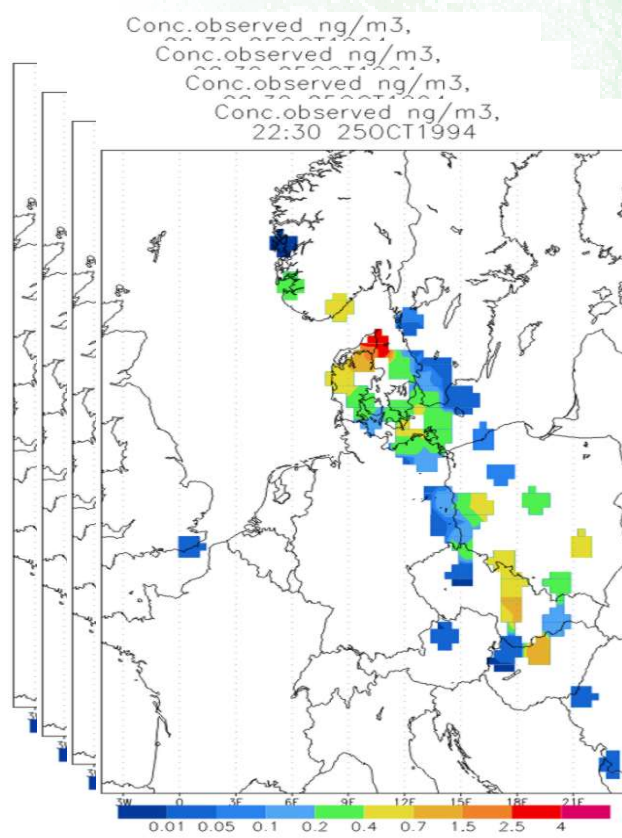 Conc.observed ng/m3,
Conc.observed ng/m3,
Conc.observed ng/m3,
Conc.observed ng/m3,
22:30 25OCT1994
3W 0 3E 6E 9E 12E 15E 18E 21E
0.01 0.05 0.1 0.2 0.4 0.7 1.5 2.5 4